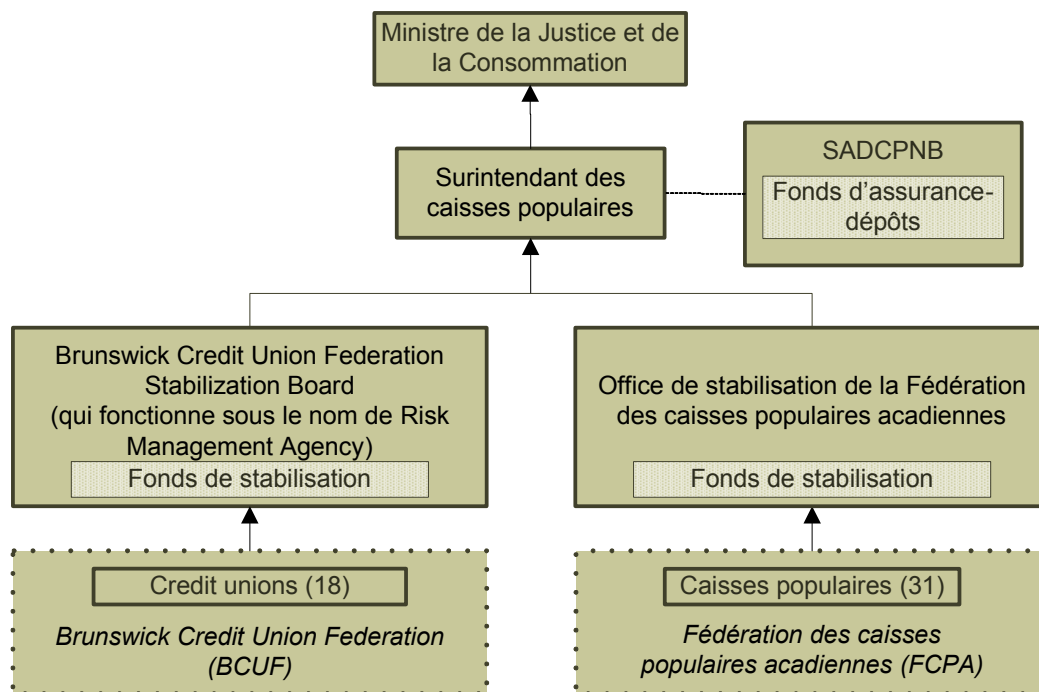 Ministre de la Justice et de
la Consommation
SADCPNB
Fonds d'assurance-
dépôts
Surintendant des
caisses populaires
Brunswick Credit Union Federation
Stabilization Board
(qui fonctionne sous le nom de Risk
Management Agency)
Fonds de stabilisation
Office de stabilisation de la Fédération
des caisses populaires acadiennes
Fonds de stabilisation
Credit unions (18)
Brunswick Credit Union Federation
(BCUF)
Caisses populaires (31)
Fédération des caisses
populaires acadiennes (FCPA)